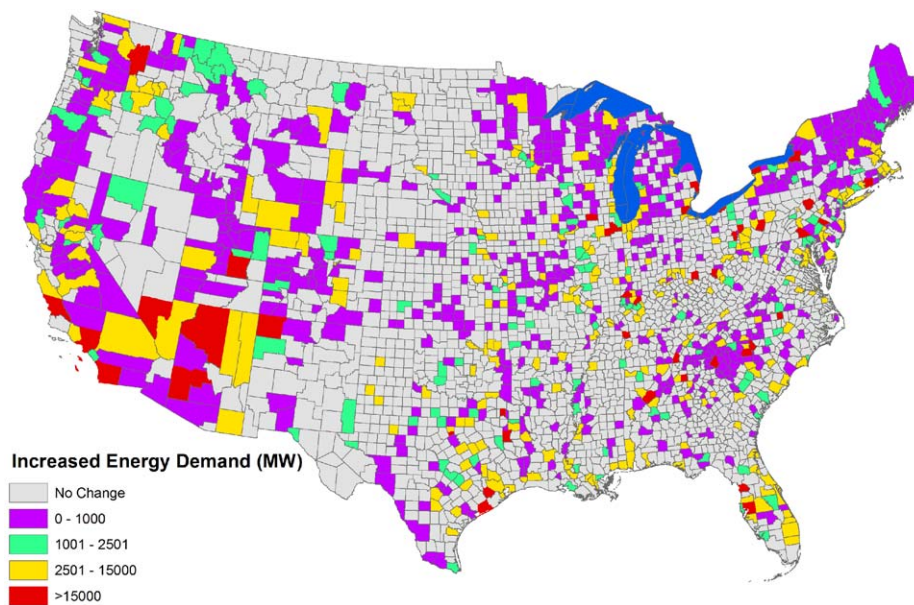 Increased Energy Demand (MW)
No Change
0 - 1000
1001 - 2501
2501 - 15000
>15000